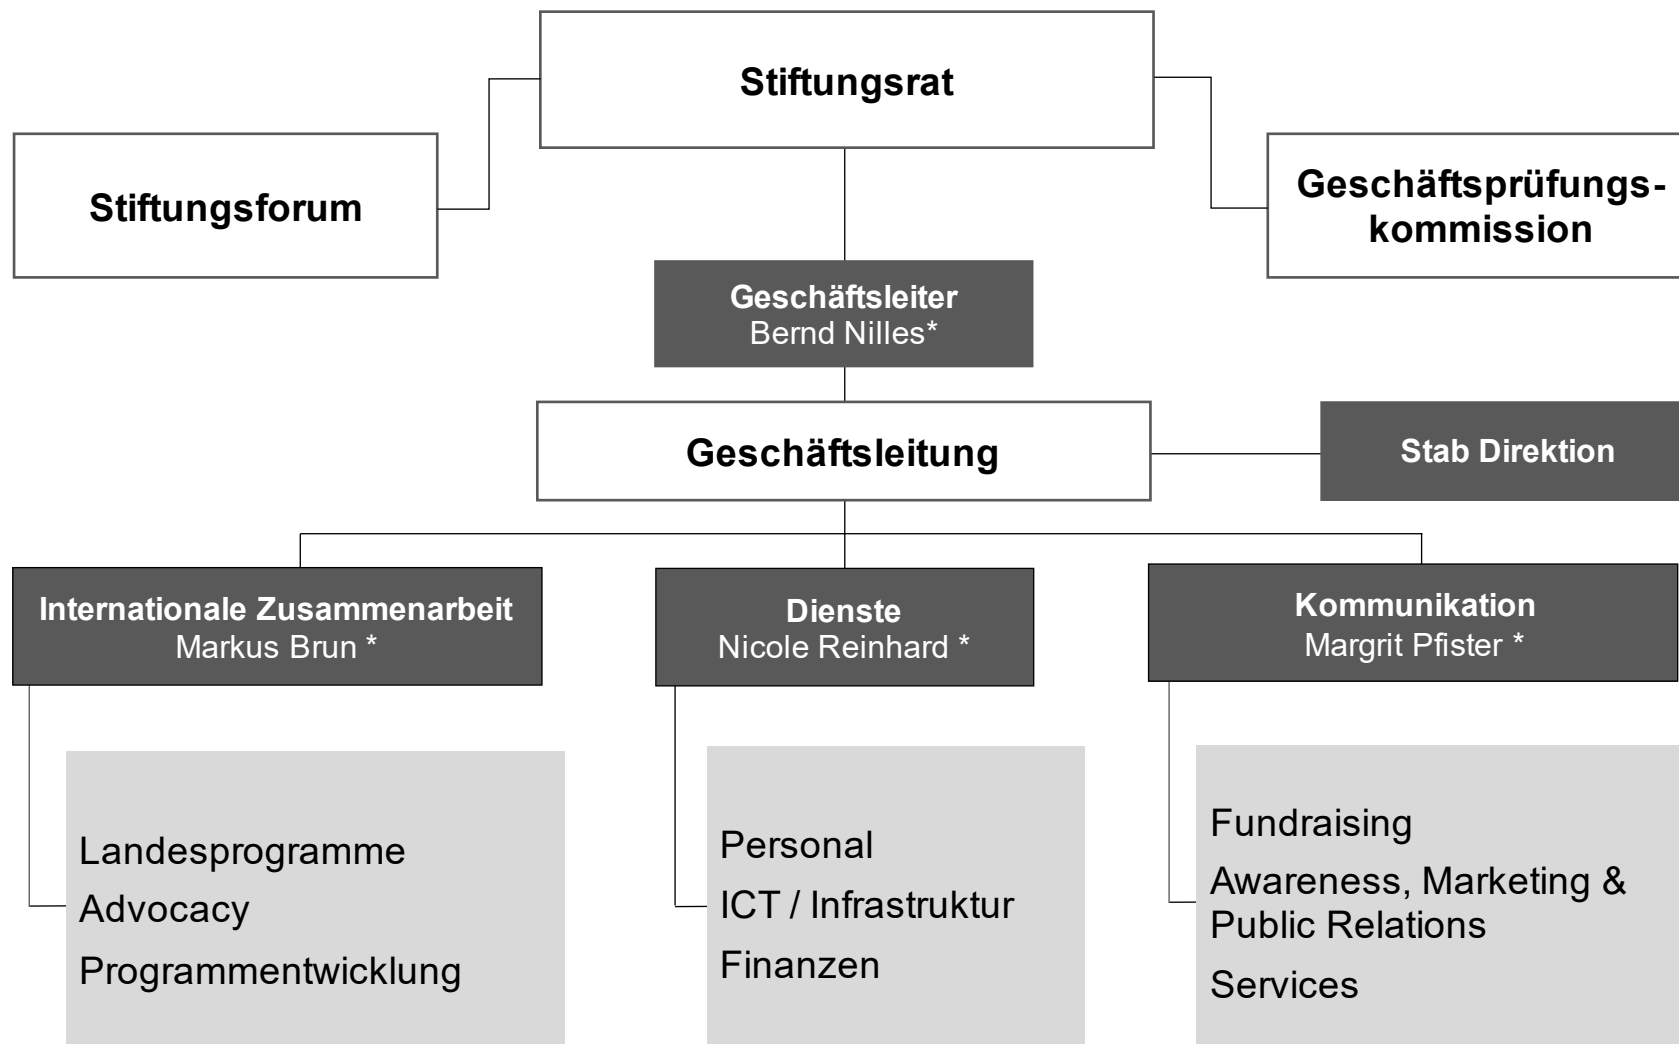 Stiftungsrat
Stiftungsforum
Geschäftsprüfungs-
kommission
Geschäftsleiter
Bernd Nilles*
Geschäftsleitung
Stab Direktion
Internationale Zusammenarbeit
Markus Brun *
Dienste
Nicole Reinhard *
Kommunikation
Margrit Pfister *
Landesprogramme
Advocacy
Programmentwicklung
Personal
ICT / Infrastruktur
Finanzen
Fundraising
Awareness, Marketing &
Public Relations
Services